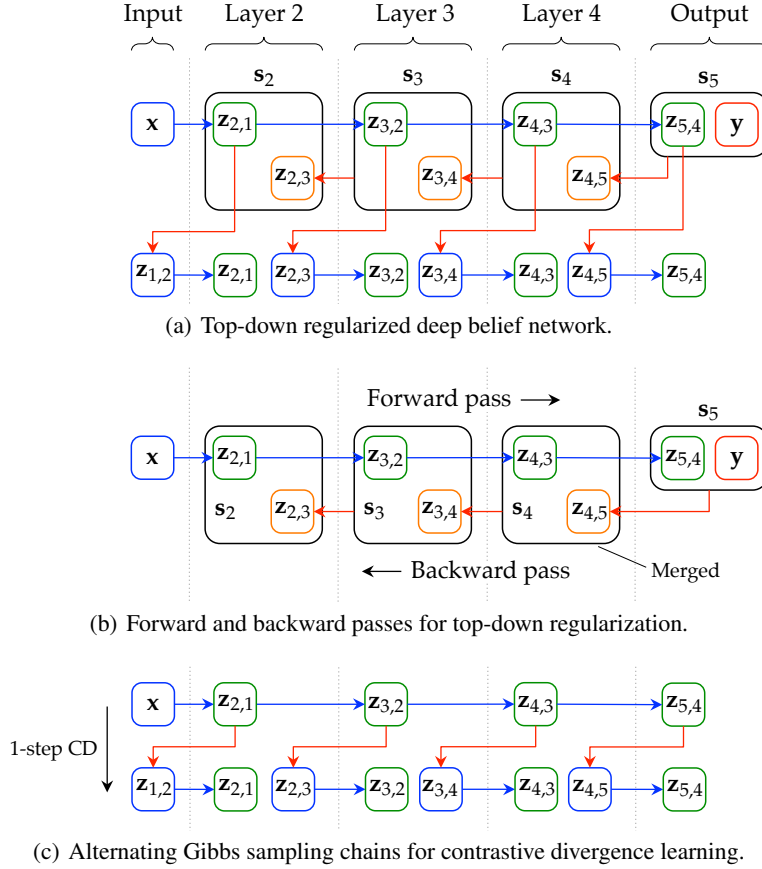 Input Layer 2 Layer 3 Layer 4 Output
s2 s3 s4 s5
x z2,1 z3,2 z4,3 z5,4 y
z2,3 z3,4 z4,5
z1,2 z2,1 z2,3 z3,2 z3,4 z4,3 z4,5 z5,4
(a) Top-down regularized deep belief network.
Forward pass
s5
x z2,1 z3,2 z4,3 z5,4 y
s2 z2,3 s3 z3,4 s4 z4,5
Backward pass Merged
(b) Forward and backward passes for top-down regularization.
x z2,1 z3,2 z4,3 z5,4
1-step CD
z1,2 z2,1 z2,3 z3,2 z3,4 z4,3 z4,5 z5,4
(c) Alternating Gibbs sampling chains for contrastive divergence learning.